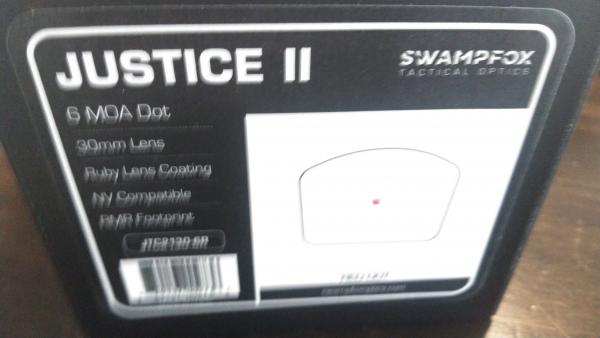 JUSTICE II
SWAMPFOX
TACTICAL OPTICS
6 MOA Dot
30mm Lens
Ruby Lens Coating
NV Compatible
RMR Footprint